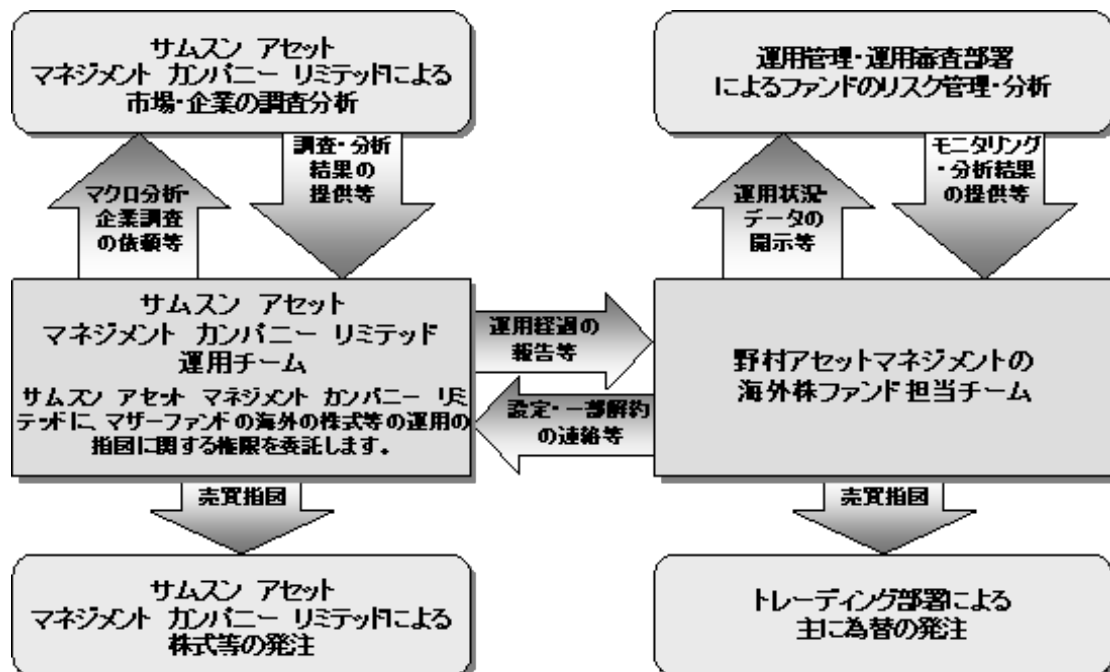 サムスン アセット
マネジメント カンパニー リミテッドによる
市場・企業の調査分析
運用管理・運用審査部署
によるファンドのリスク管理・分析
マクロ分析・
企業調査
の依頼等
調査・分析
結果の
提供等
運用状況・
データの
開示等
モニタリング
・分析結果
の提供等
サムスン アセット
マネジメント カンパニー リミテッド
運用チーム
サムスン アセット マネジメント カンパニー リミ
テッドに、マザーファンドの海外の株式等の運用の
指図に関する権限を委託します。
運用経過の
報告等
設定・一部解約
の連絡等
野村アセットマネジメントの
海外株ファンド担当チーム
売買指図
売買指図
サムスン アセット
マネジメント カンパニー リミテッドによる
株式等の発注
トレーディング部署による
主に為替の発注